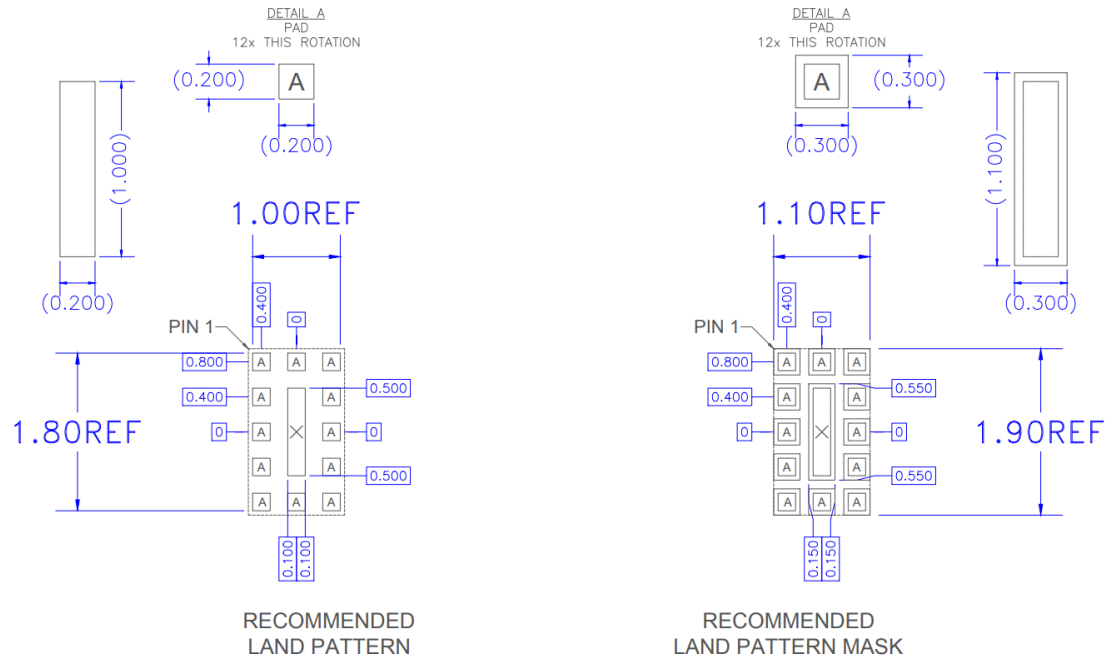 DETAIL A
PAD
12x THIS ROTATION
(0.200)
A
(0.200)
(1.000)
(0.200)
1.00REF
0.400
0
PIN 1
0.800
A A A
0.500
0.400
A A
1.80REF
0
A A
0
A A
0.500
A A A
0.100
0.100
RECOMMENDED
LAND PATTERN
DETAIL A
PAD
12x THIS ROTATION
A
(0.300)
(0.300)
(1.100)
(0.300)
1.10REF
0.400
0
PIN 1
0.800
A A A
0.550
0.400
A A
0
A A
0
1.90REF
A A
0.550
A A A
0.150
0.150
RECOMMENDED
LAND PATTERN MASK